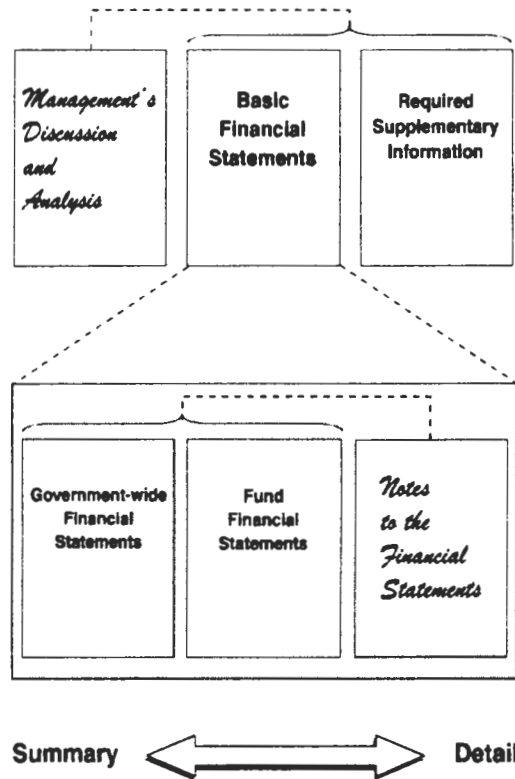 Management's
Discussion
and
Analysis
Basic
Financial
Statements
Required
Supplementary
Information
Government-wide
Financial
Statements
Fund
Financial
Statements
Notes
to the
Financial
Statements
Summary
Detail